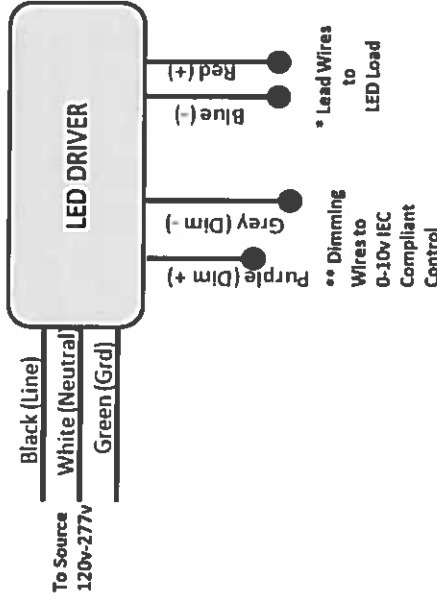 LED DRIVER
Black (Line)
White (Neutral)
Green (Grd)
To Source
120v-277v
Purple (Dim +)
Grey (Dim -)
Blue (-)
Red (+)
** Dimming
Wires to
0-10v IEC
Compliant
Control
* Lead Wires
to
LED Load